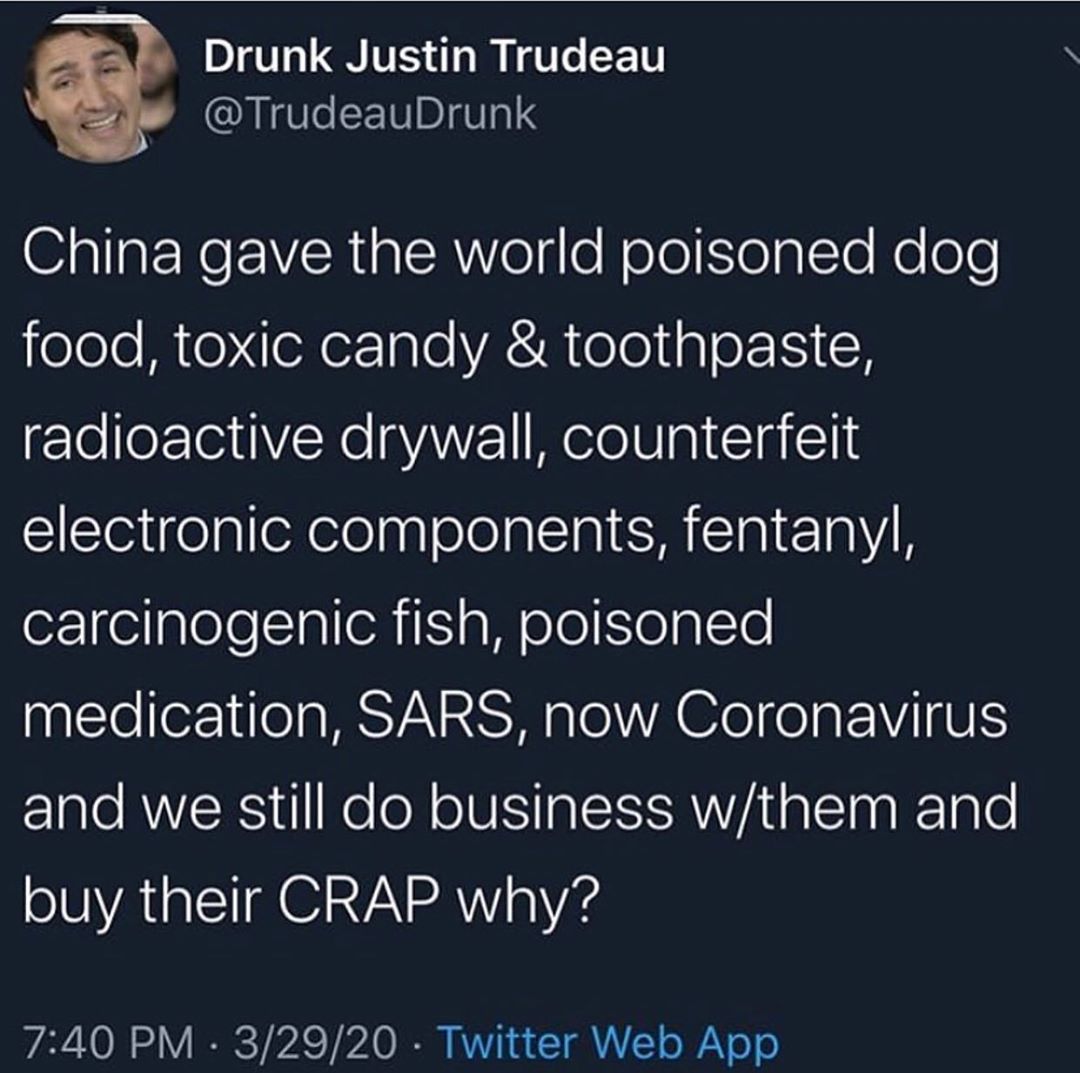 Drunk Justin Trudeau
@TrudeauDrunk
China gave the world poisoned dog
food, toxic candy & toothpaste,
radioactive drywall, counterfeit
electronic components, fentanyl,
carcinogenic fish, poisoned
medication, SARS, now Coronavirus
and we still do business w/them and
buy their CRAP why?
7:40 PM · 3/29/20 · Twitter Web App